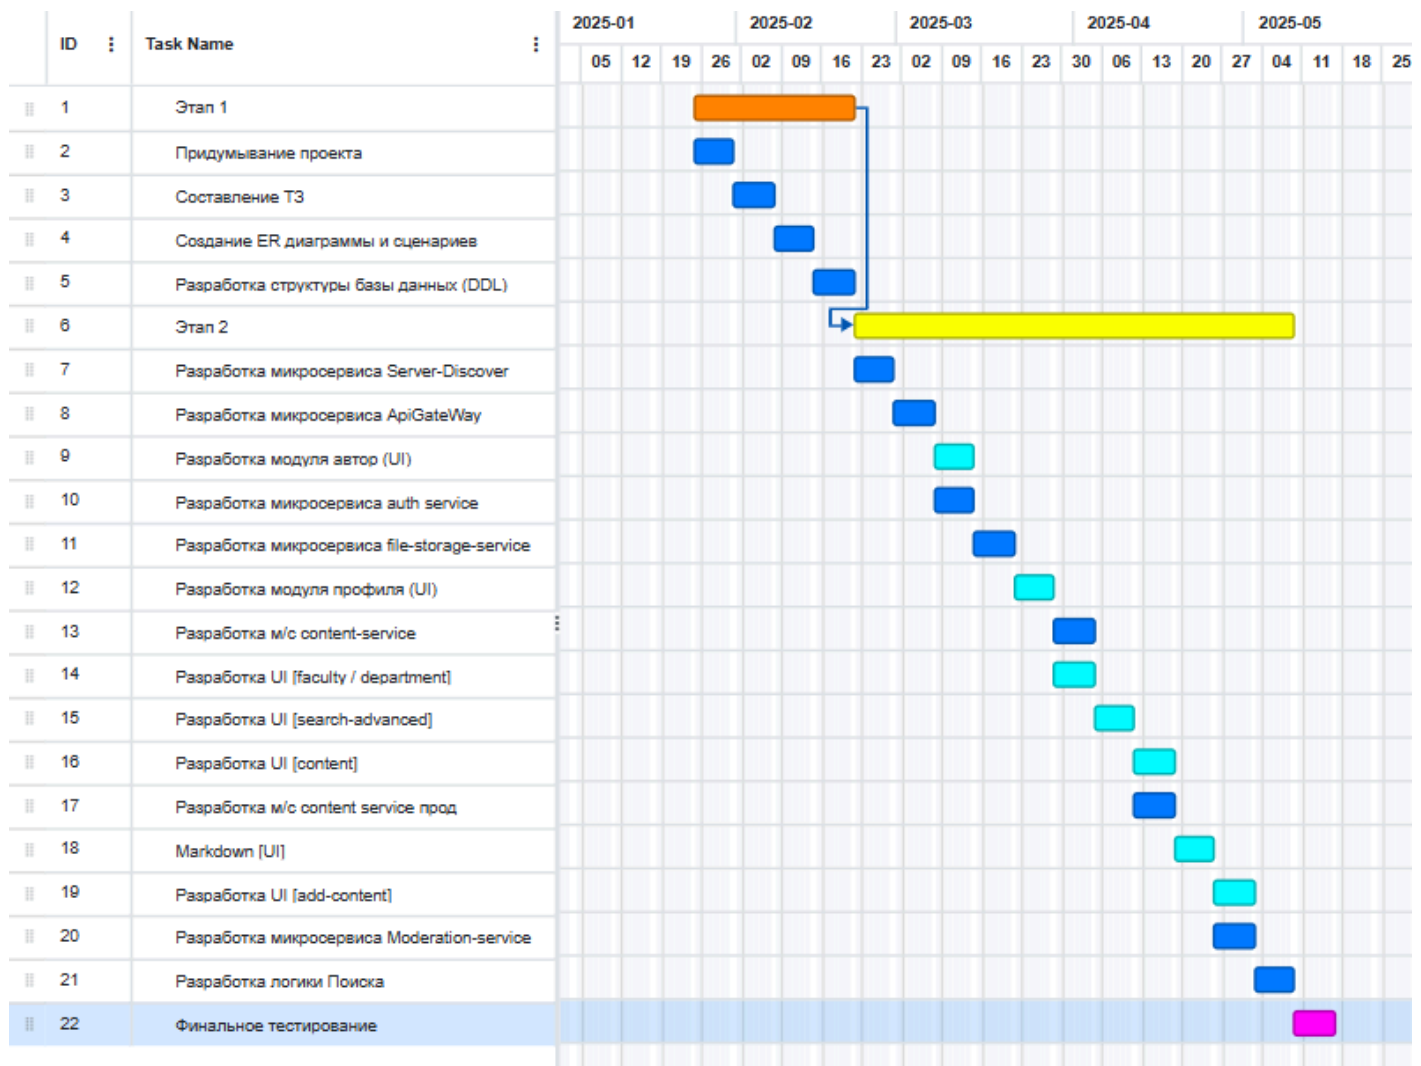 2025-01 2025-02 2025-03 2025-04 2025-05
ID Task Name
05 12 19 26 02 09 16 23 02 09 16 23 30 06 13 20 27 04 11 18 25
1 Этап 1
2 Придумывание проекта
3 Составление ТЗ
4 Создание ER диаграммы и сценариев
5 Разработка структуры базы данных (DDL)
6 Этап 2
7 Разработка микросервиса Server-Discover
8 Разработка микросервиса ApiGateWay
9 Разработка модуля автор (UI)
10 Разработка микросервиса auth service
11 Разработка микросервиса file-storage-service
12 Разработка модуля профиля (UI)
13 Разработка м/с content-service
14 Разработка UI [faculty / department]
15 Разработка UI [search-advanced]
16 Разработка UI [content]
17 Разработка м/с content service прод
18 Markdown [UI]
19 Разработка UI [add-content]
20 Разработка микросервиса Moderation-service
21 Разработка логики Поиска
22 Финальное тестирование